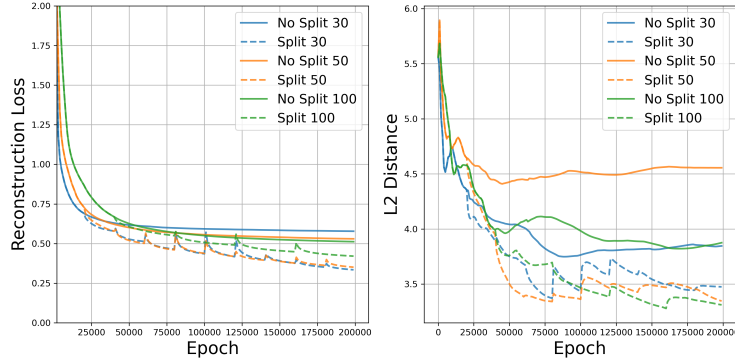 2.00
1.75
1.50
1.25
1.00
0.75
0.50
0.25
0.00
Reconstruction Loss
No Split 30
Split 30
No Split 50
Split 50
No Split 100
Split 100
25000 50000 75000 100000 125000 150000 175000 200000
Epoch
6.0
5.5
5.0
4.5
4.0
3.5
L2 Distance
No Split 30
Split 30
No Split 50
Split 50
No Split 100
Split 100
0 25000 50000 75000 100000 125000 150000 175000 200000
Epoch